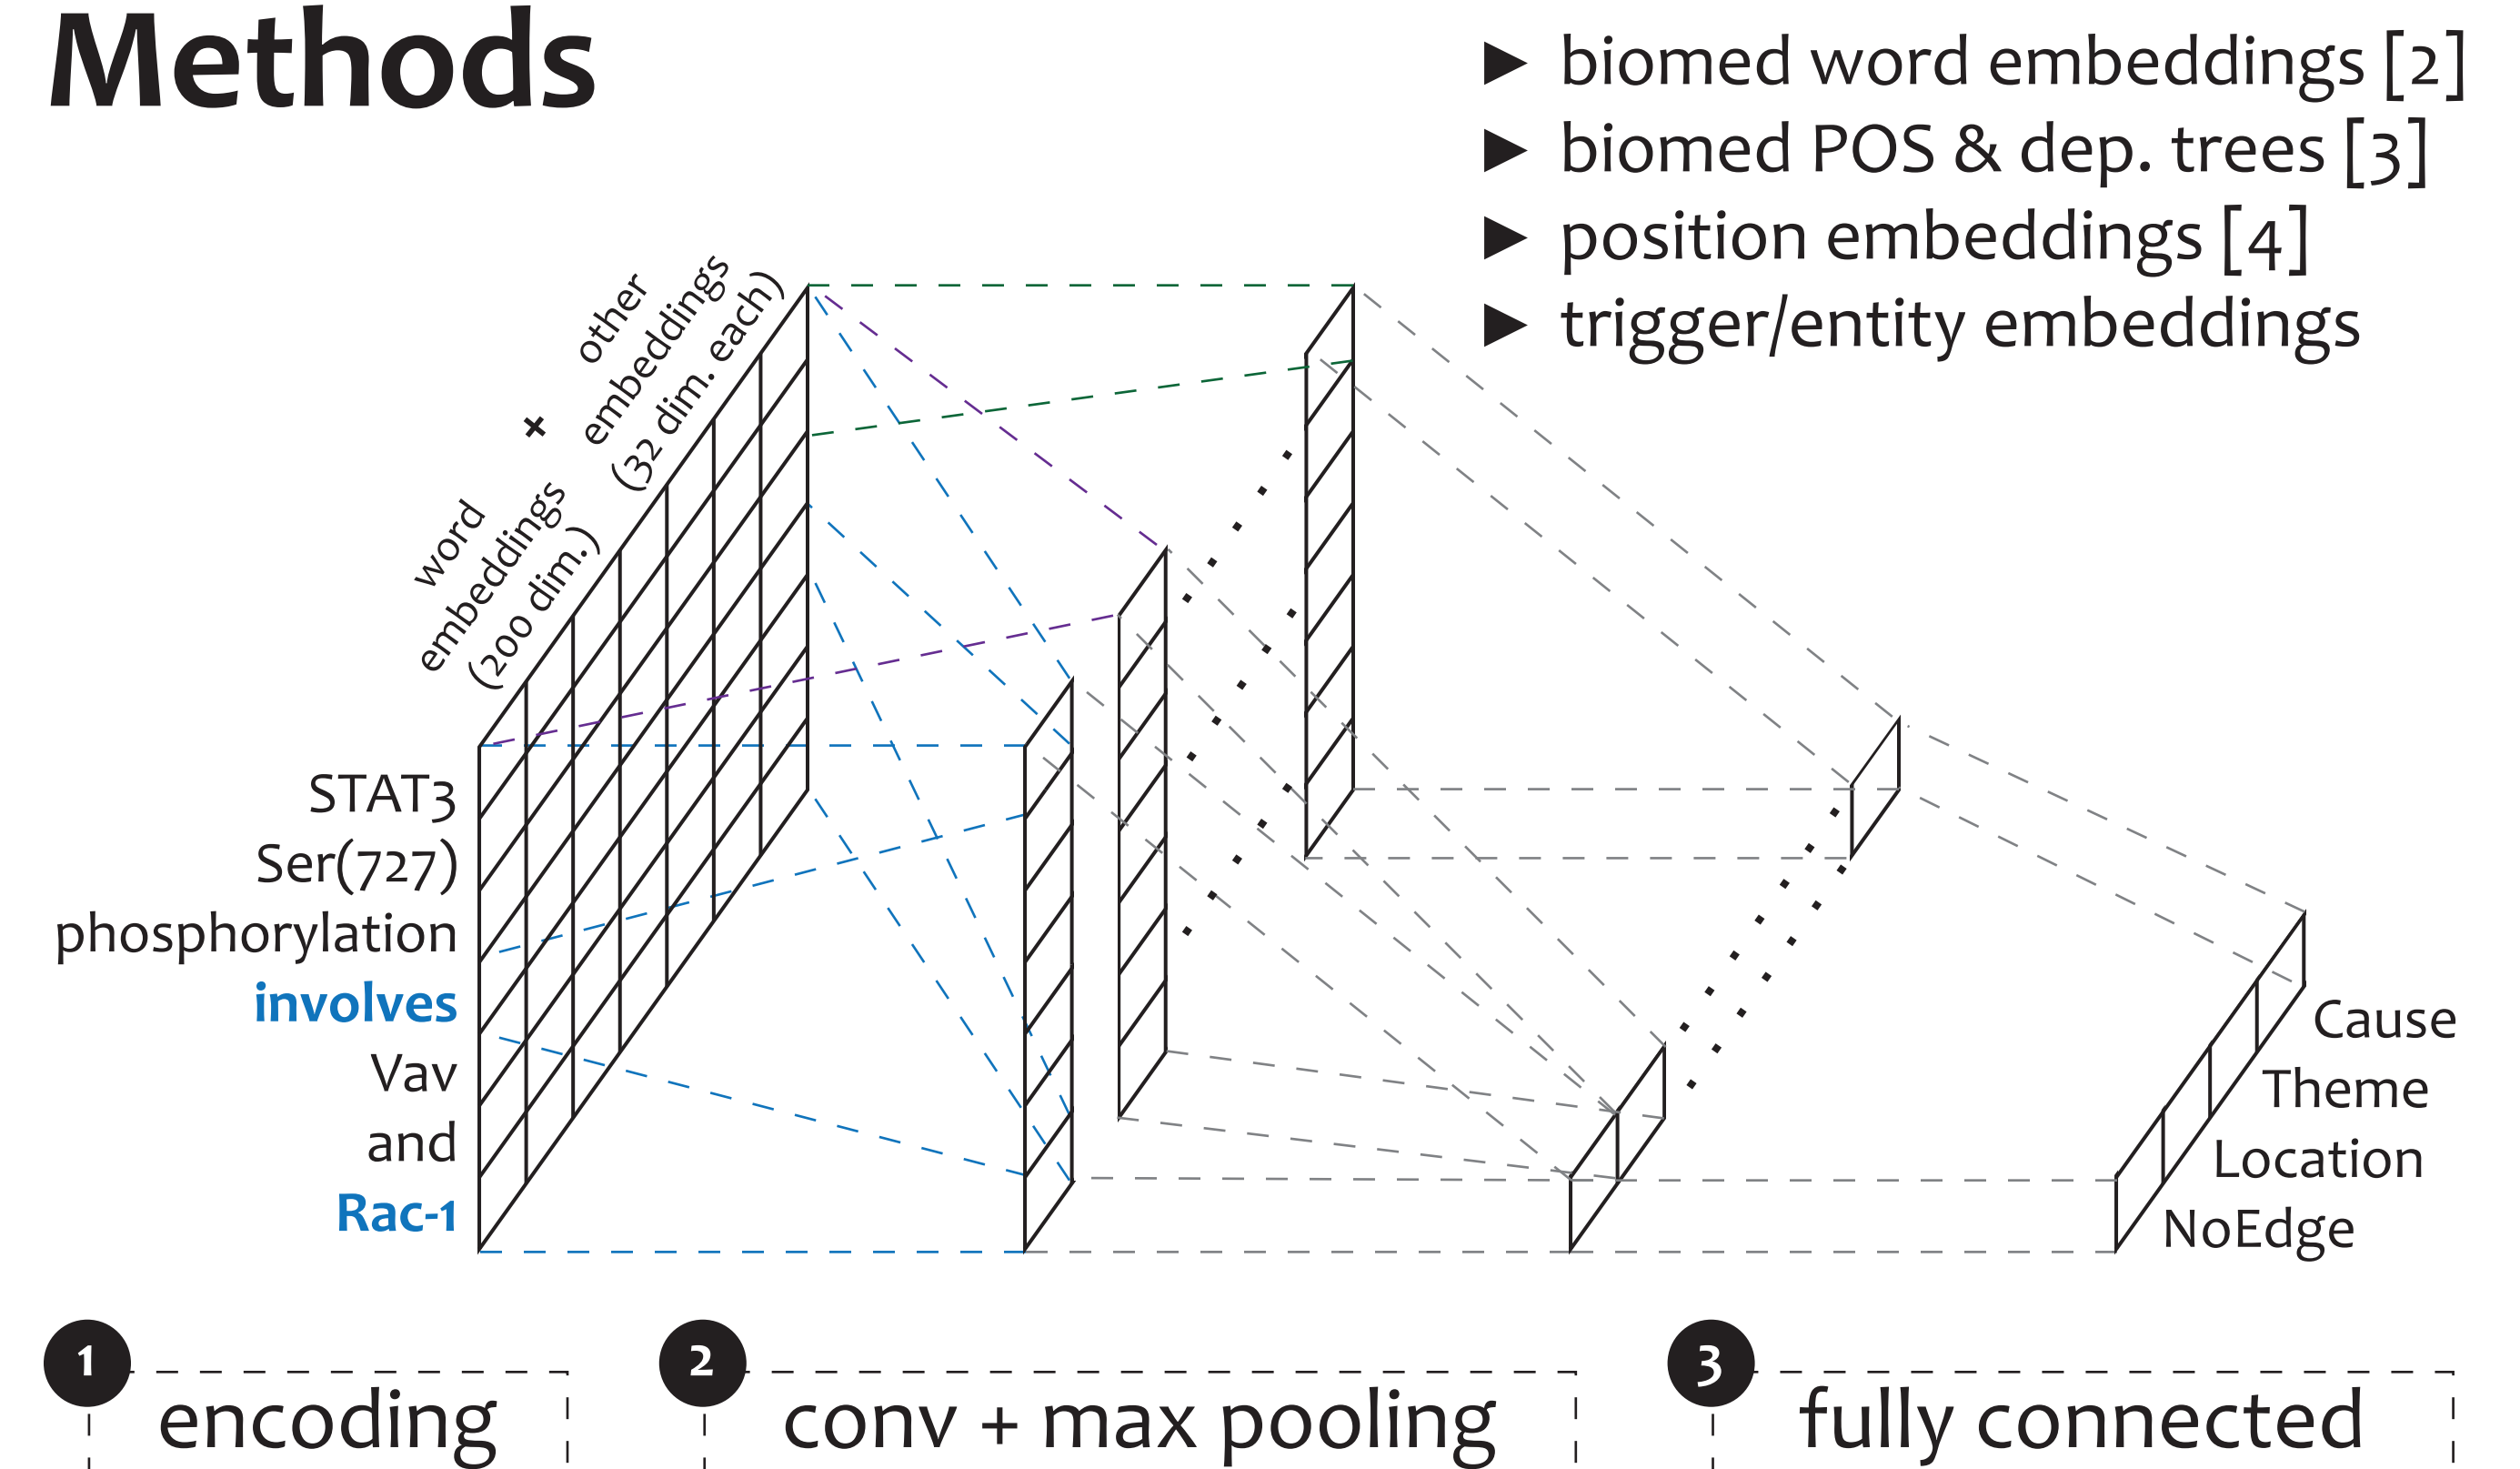 Methods
▶ biomed word embeddings [2]
▶ biomed POS & dep. trees [3]
▶ position embeddings [4]
▶ trigger/entity embeddings
word
embeddings
(200 dim.)
+
other
embeddings
(32 dim. each)
STAT3
Ser(727)
phosphorylation
involves
Vav
and
Rac-1
Cause
Theme
Location
NoEdge
1 encoding
2 conv + max pooling
3 fully connected